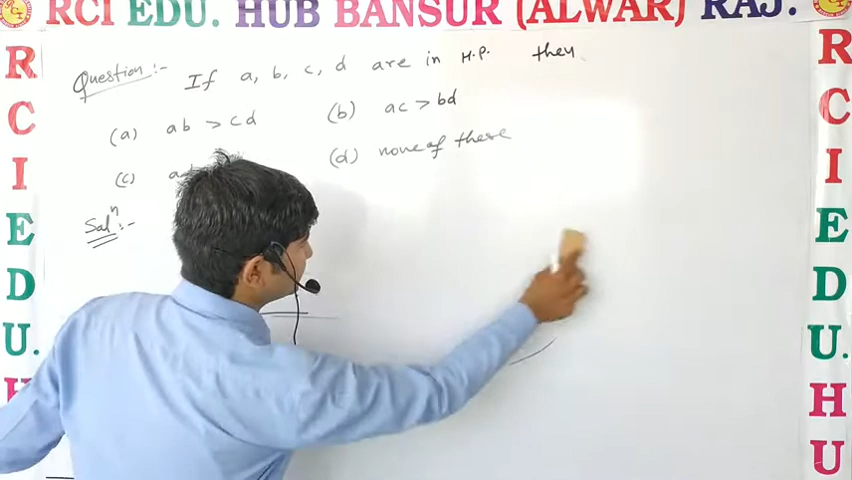 RCI EDU. HUB BANSUR (ALWAR) RAJ.
Question :- If a, b, c, d are in H.P. they
(a) ab > cd (b) ac > bd
(c) (d) none of these
Salⁿ :-
R C I E D U. H
R C I E D U. H U